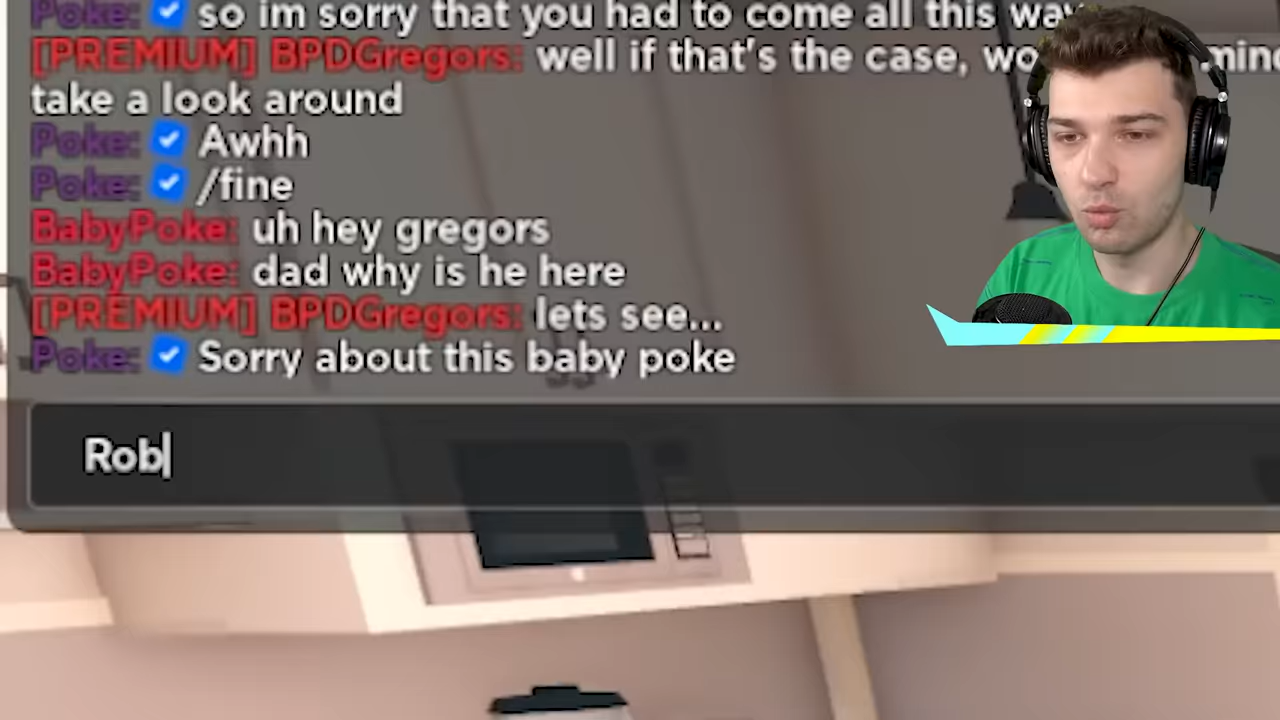 Poke: so im sorry that you had to come all this way
[PREMIUM] BPDGregors: well if that's the case, mind
take a look around
Poke: Awhh
Poke: /fine
BabyPoke: uh hey gregors
BabyPoke: dad why is he here
[PREMIUM] BPDGregors: lets see...
Poke: Sorry about this baby poke
Rob